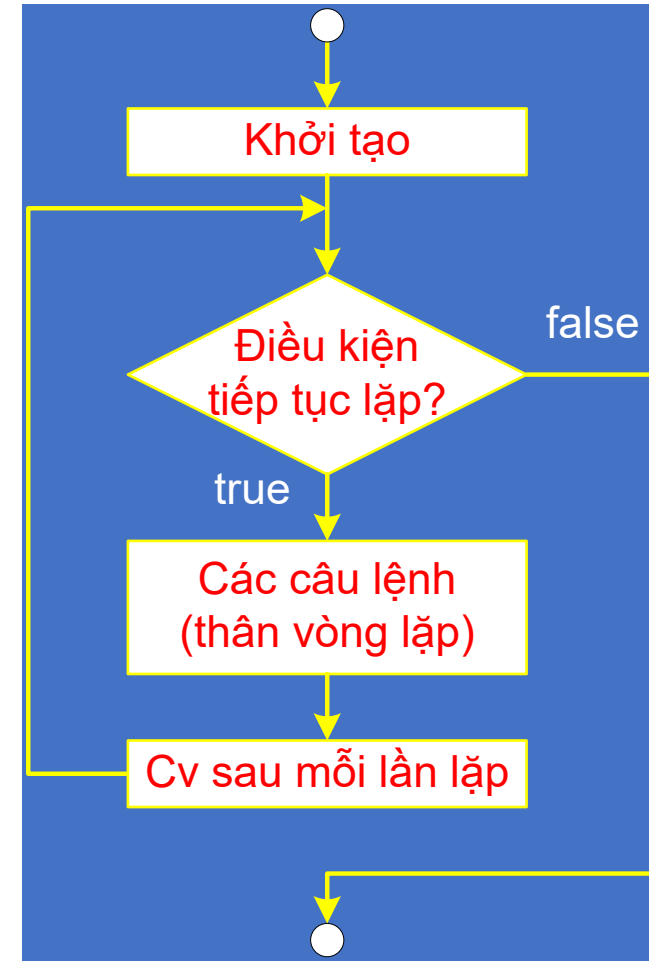 Khởi tạo
false
Điều kiện
tiếp tục lặp?
true
Các câu lệnh
(thân vòng lặp)
Cv sau mỗi lần lặp